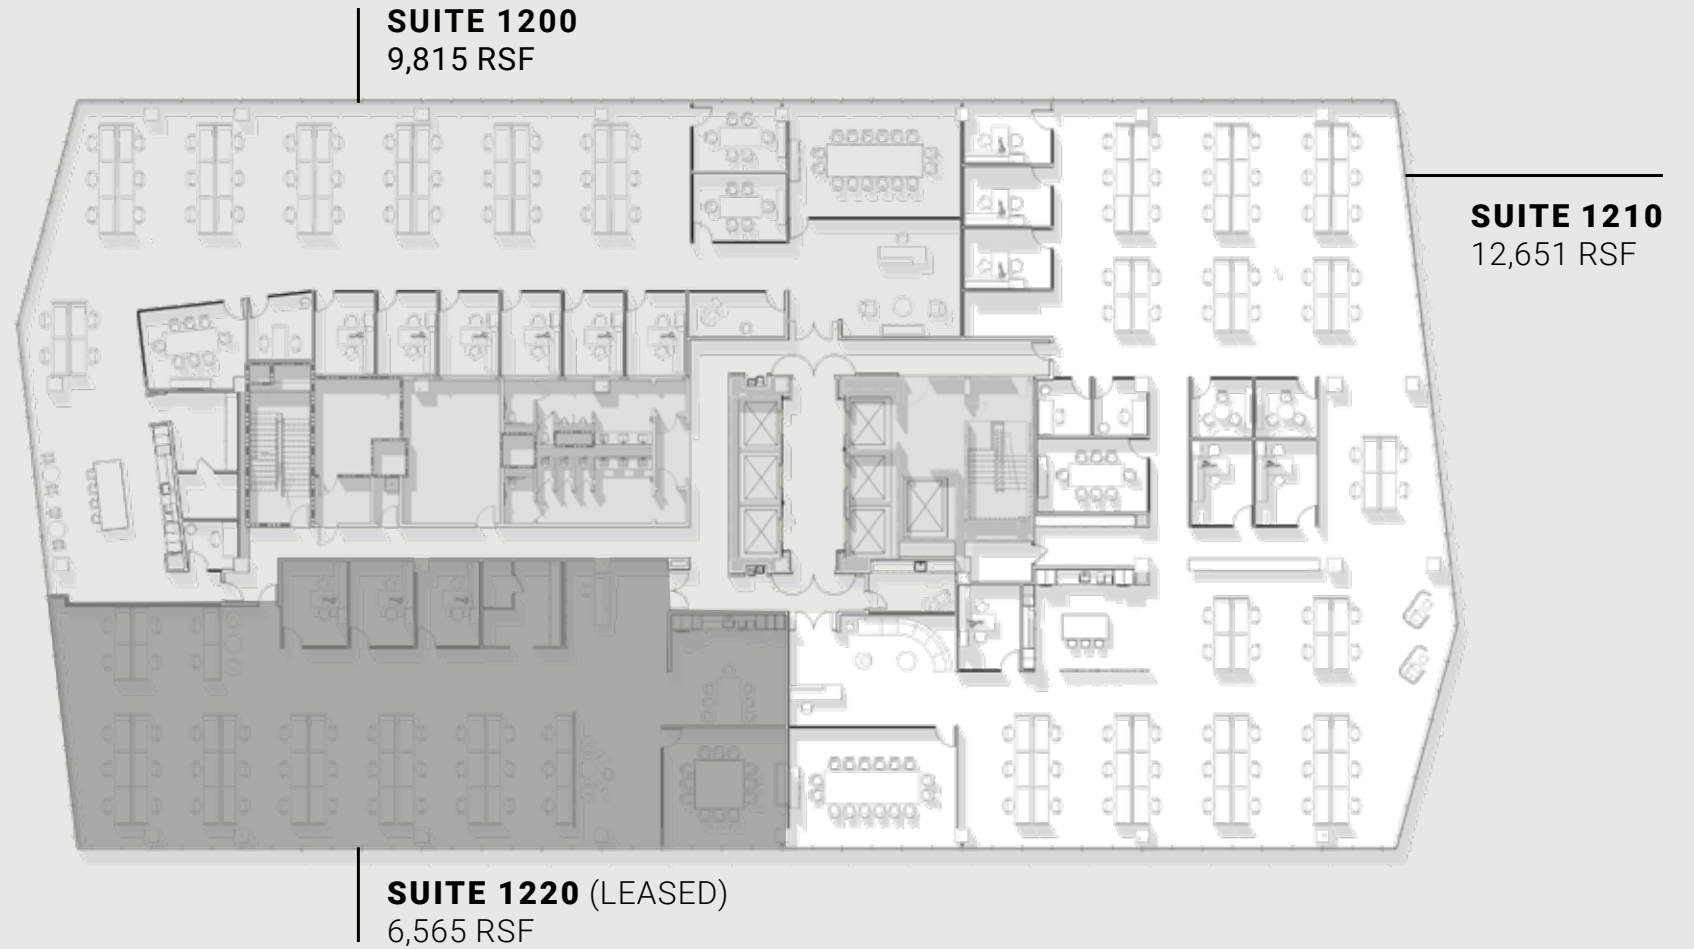 SUITE 1200
9,815 RSF
SUITE 1210
12,651 RSF
SUITE 1220 (LEASED)
6,565 RSF